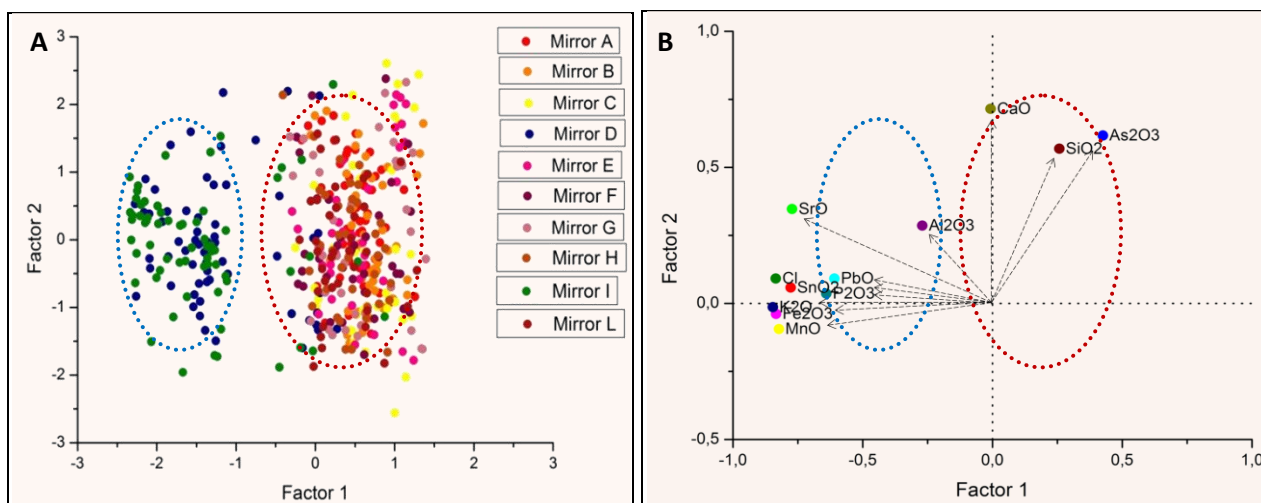 A
3
2
1
0
-1
-2
-3
Factor 2
-3
-2
-1
0
1
2
3
Factor 1
Mirror A
Mirror B
Mirror C
Mirror D
Mirror E
Mirror F
Mirror G
Mirror H
Mirror I
Mirror L
B
1,0
0,5
0,0
-0,5
Factor 2
-1,0
-0,5
0,0
0,5
1,0
Factor 1
CaO
As2O3
SiO2
SrO
Al2O3
Cl
PbO
SnO2
P2O3
K2O
Fe2O3
MnO